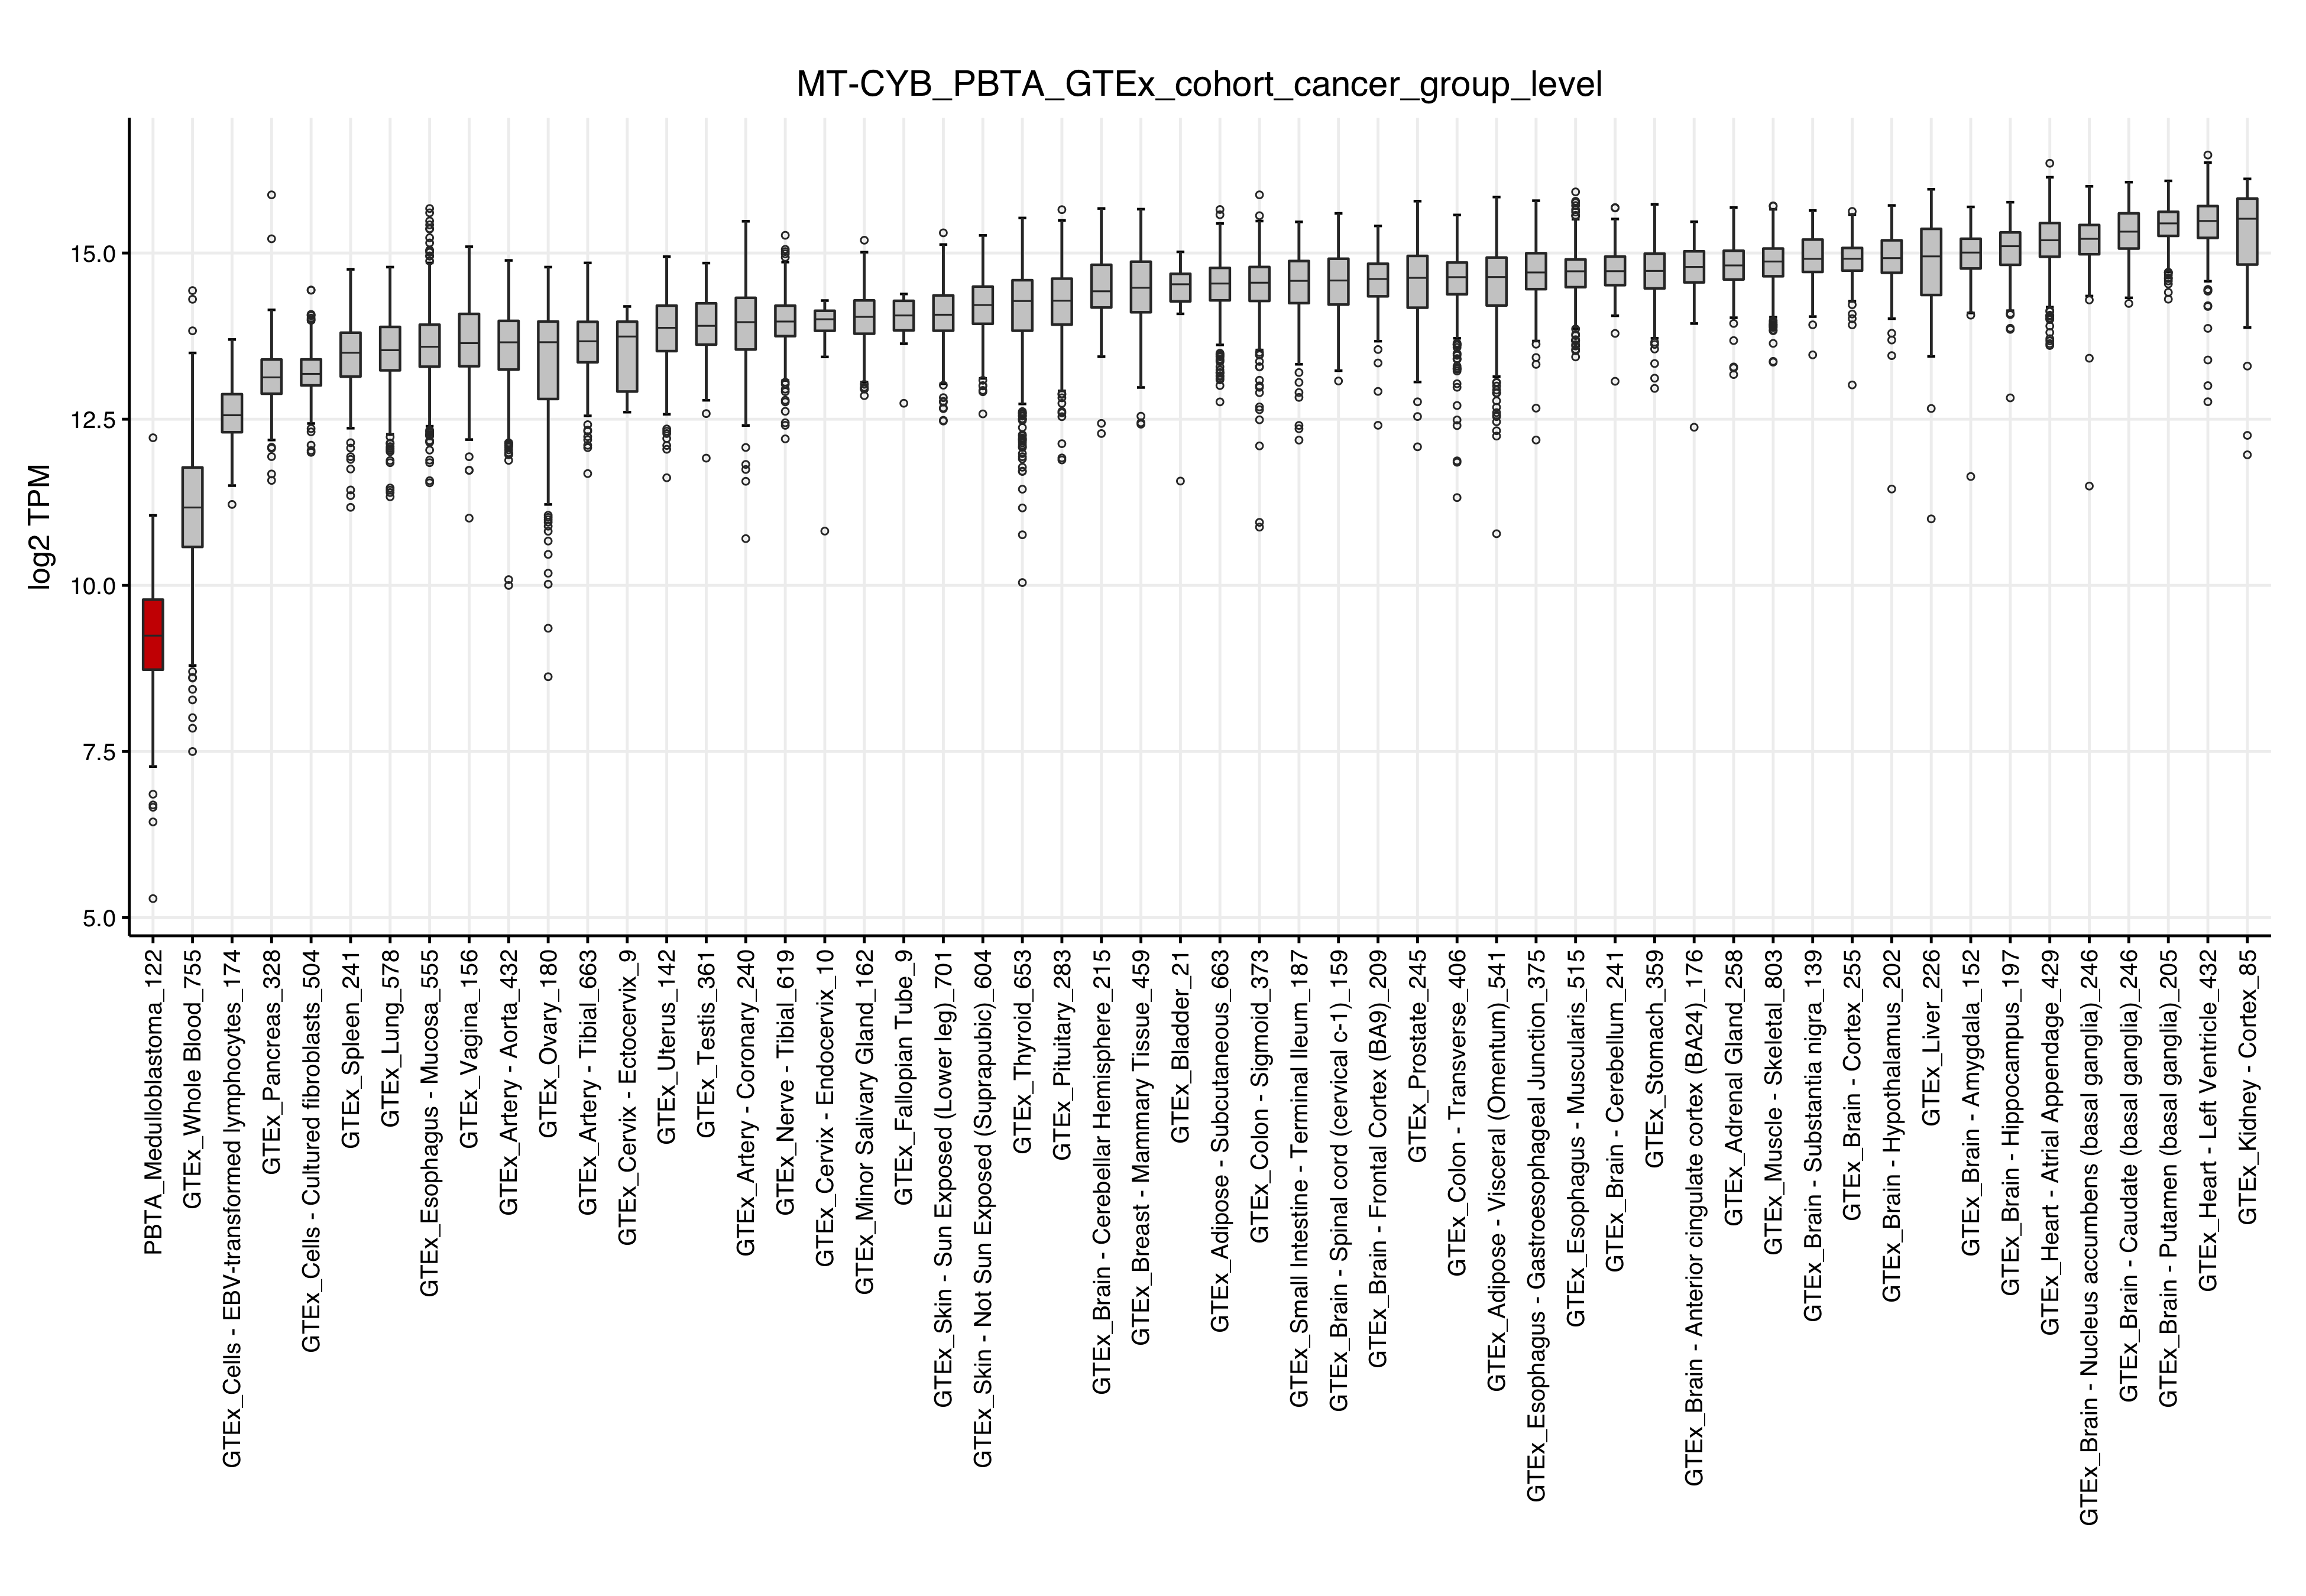 MT-CYB_PBTA_GTEx_cohort_cancer_group_level
log2 TPM
15.0
12.5
10.0
7.5
5.0
PBTA_Medulloblastoma_122
GTEx_Whole Blood_755
GTEx_Cells - EBV-transformed lymphocytes_174
GTEx_Pancreas_328
GTEx_Cells - Cultured fibroblasts_504
GTEx_Spleen_241
GTEx_Lung_578
GTEx_Esophagus - Mucosa_555
GTEx_Vagina_156
GTEx_Artery - Aorta_432
GTEx_Ovary_180
GTEx_Artery - Tibial_663
GTEx_Cervix - Ectocervix_9
GTEx_Uterus_142
GTEx_Testis_361
GTEx_Artery - Coronary_240
GTEx_Nerve - Tibial_619
GTEx_Cervix - Endocervix_10
GTEx_Minor Salivary Gland_162
GTEx_Fallopian Tube_9
GTEx_Skin - Sun Exposed (Lower leg)_701
GTEx_Skin - Not Sun Exposed (Suprapubic)_604
GTEx_Thyroid_653
GTEx_Pituitary_283
GTEx_Brain - Cerebellar Hemisphere_215
GTEx_Breast - Mammary Tissue_459
GTEx_Bladder_21
GTEx_Adipose - Subcutaneous_663
GTEx_Colon - Sigmoid_373
GTEx_Small Intestine - Terminal Ileum_187
GTEx_Brain - Spinal cord (cervical c-1)_159
GTEx_Brain - Frontal Cortex (BA9)_209
GTEx_Prostate_245
GTEx_Colon - Transverse_406
GTEx_Adipose - Visceral (Omentum)_541
GTEx_Esophagus - Gastroesophageal Junction_375
GTEx_Esophagus - Muscularis_515
GTEx_Brain - Cerebellum_241
GTEx_Stomach_359
GTEx_Brain - Anterior cingulate cortex (BA24)_176
GTEx_Adrenal Gland_258
GTEx_Muscle - Skeletal_803
GTEx_Brain - Substantia nigra_139
GTEx_Brain - Cortex_255
GTEx_Brain - Hypothalamus_202
GTEx_Liver_226
GTEx_Brain - Amygdala_152
GTEx_Brain - Hippocampus_197
GTEx_Heart - Atrial Appendage_429
GTEx_Brain - Nucleus accumbens (basal ganglia)_246
GTEx_Brain - Caudate (basal ganglia)_246
GTEx_Brain - Putamen (basal ganglia)_205
GTEx_Heart - Left Ventricle_432
GTEx_Kidney - Cortex_85